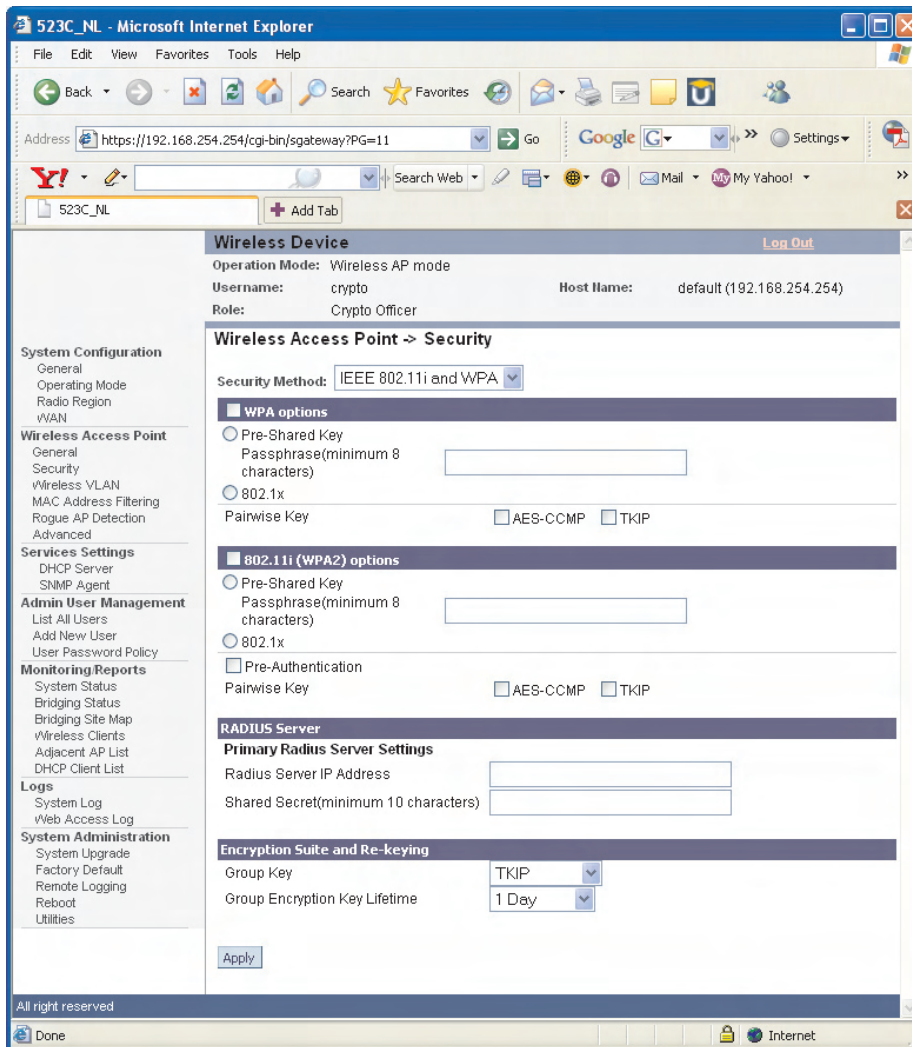 523C_NL - Microsoft Internet Explorer
File Edit View Favorites Tools Help
Back Search Favorites
Address https://192.168.254.254/cgi-bin/sgateway?PG=11 Go Google G Settings
Y! Search Web Mail My My Yahoo!
523C_NL Add Tab
Wireless Device Log Out
Operation Mode: Wireless AP mode
Username: crypto Host Name: default (192.168.254.254)
Role: Crypto Officer
System Configuration
General
Operating Mode
Radio Region
WAN
Wireless Access Point
General
Security
Wireless VLAN
MAC Address Filtering
Rogue AP Detection
Advanced
Services Settings
DHCP Server
SNMP Agent
Admin User Management
List All Users
Add New User
User Password Policy
Monitoring/Reports
System Status
Bridging Status
Bridging Site Map
Wireless Clients
Adjacent AP List
DHCP Client List
Logs
System Log
Web Access Log
System Administration
System Upgrade
Factory Default
Remote Logging
Reboot
Utilities
Wireless Access Point -> Security
Security Method: IEEE 802.11i and WPA
WPA options
Pre-Shared Key
Passphrase(minimum 8
characters)
802.1x
Pairwise Key AES-CCMP TKIP
802.11i (WPA2) options
Pre-Shared Key
Passphrase(minimum 8
characters)
802.1x
Pre-Authentication
Pairwise Key AES-CCMP TKIP
RADIUS Server
Primary Radius Server Settings
Radius Server IP Address
Shared Secret(minimum 10 characters)
Encryption Suite and Re-keying
Group Key TKIP
Group Encryption Key Lifetime 1 Day
Apply
All right reserved
Done Internet